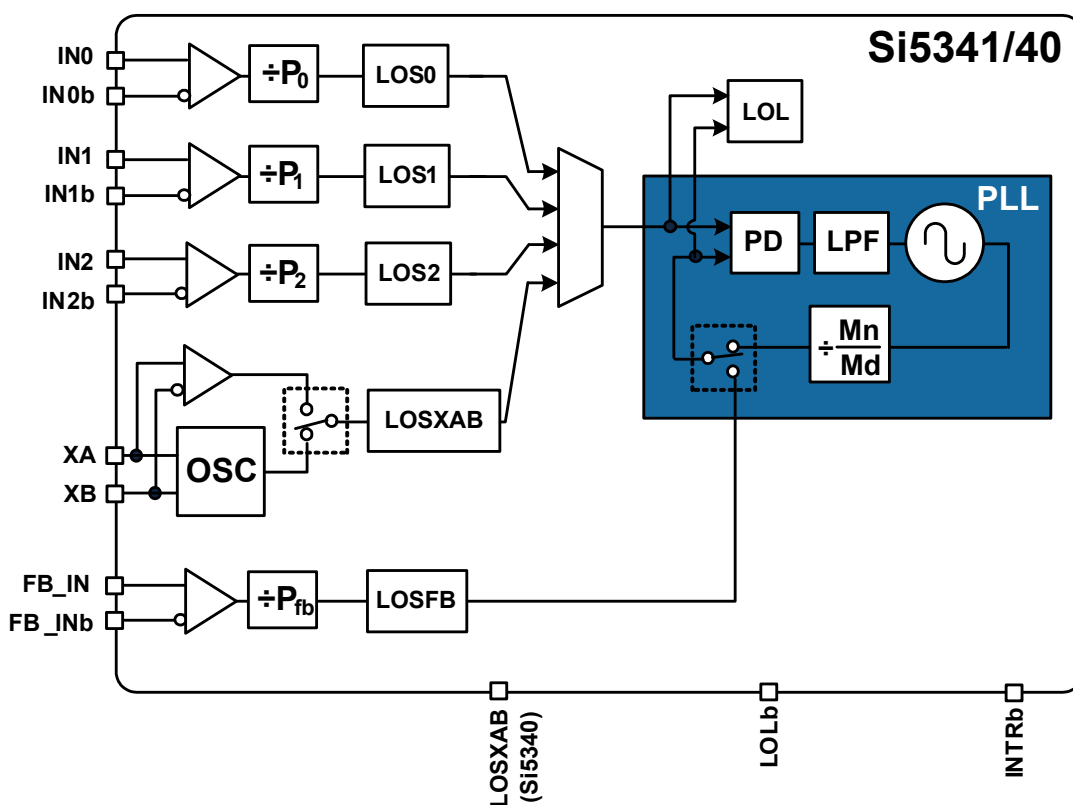 Si5341/40
IN0
IN0b
÷P0
LOS0
LOL
IN1
IN1b
÷P1
LOS1
PLL
PD
LPF
IN2
IN2b
÷P2
LOS2
÷ Mn
Md
XA
XB
OSC
LOSXAB
FB_IN
FB_INb
÷Pfb
LOSFB
LOSXAB
(Si5340)
LOLb
INTRb